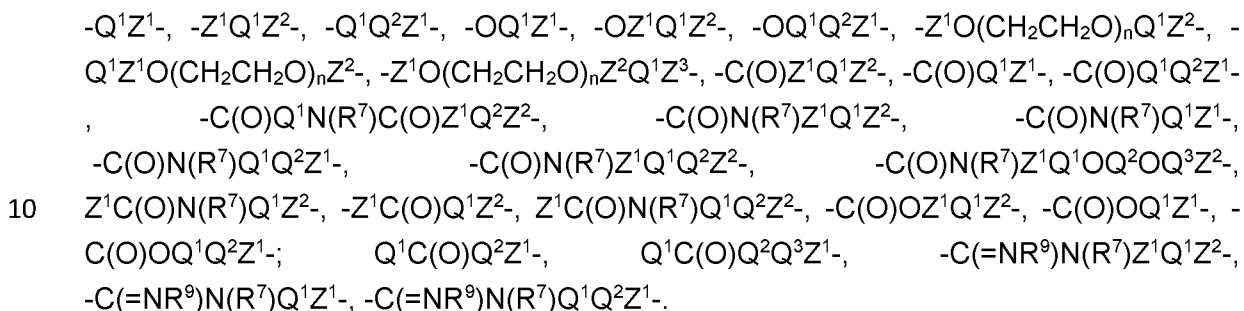 -Q¹Z¹-, -Z¹Q¹Z²-, -Q¹Q²Z¹-, -OQ¹Z¹-, -OZ¹Q¹Z²-, -OQ¹Q²Z¹-, -Z¹O(CH₂CH₂O)ₙQ¹Z²-, -
Q¹Z¹O(CH₂CH₂O)ₙZ²-, -Z¹O(CH₂CH₂O)ₙZ²Q¹Z³-, -C(O)Z¹Q¹Z²-, -C(O)Q¹Z¹-, -C(O)Q¹Q²Z¹-
, -C(O)Q¹N(R⁷)C(O)Z¹Q²Z²-, -C(O)N(R⁷)Z¹Q¹Z²-, -C(O)N(R⁷)Q¹Z¹-,
-C(O)N(R⁷)Q¹Q²Z¹-, -C(O)N(R⁷)Z¹Q¹Q²Z²-, -C(O)N(R⁷)Z¹Q¹OQ²OQ³Z²-,
10 Z¹C(O)N(R⁷)Q¹Z²-, -Z¹C(O)Q¹Z²-, Z¹C(O)N(R⁷)Q¹Q²Z²-, -C(O)OZ¹Q¹Z²-, -C(O)OQ¹Z¹-, -
C(O)OQ¹Q²Z¹-; Q¹C(O)Q²Z¹-, Q¹C(O)Q²Q³Z¹-, -C(=NR⁹)N(R⁷)Z¹Q¹Z²-,
-C(=NR⁹)N(R⁷)Q¹Z¹-, -C(=NR⁹)N(R⁷)Q¹Q²Z¹-.